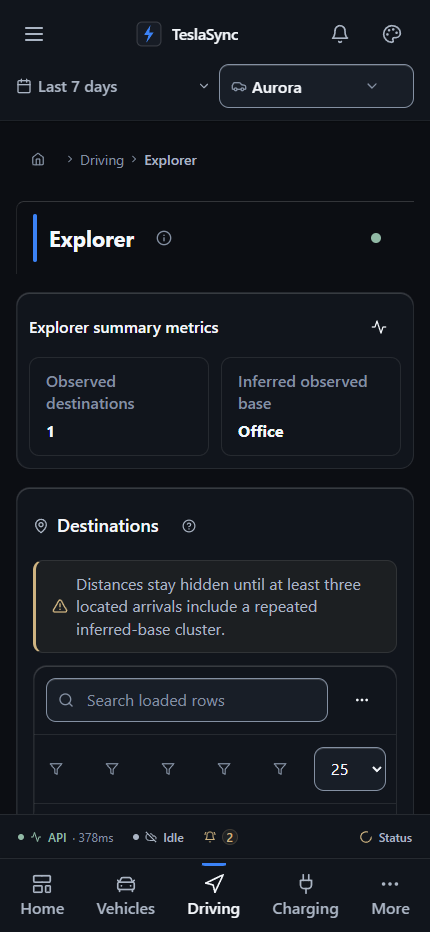 TeslaSync
Last 7 days
Aurora
Driving
Explorer
Explorer
Explorer summary metrics
Observed
destinations
1
Inferred observed
base
Office
Destinations
Distances stay hidden until at least three
located arrivals include a repeated
inferred-base cluster.
Search loaded rows
25
API · 378ms
Idle
2
Status
Home
Vehicles
Driving
Charging
More